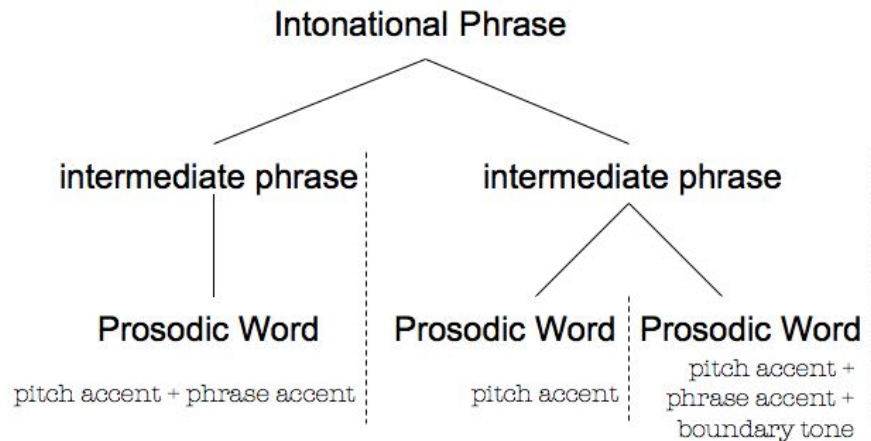 Intonational Phrase
intermediate phrase
intermediate phrase
Prosodic Word
Prosodic Word
Prosodic Word
pitch accent + phrase accent
pitch accent
pitch accent +
phrase accent +
boundary tone